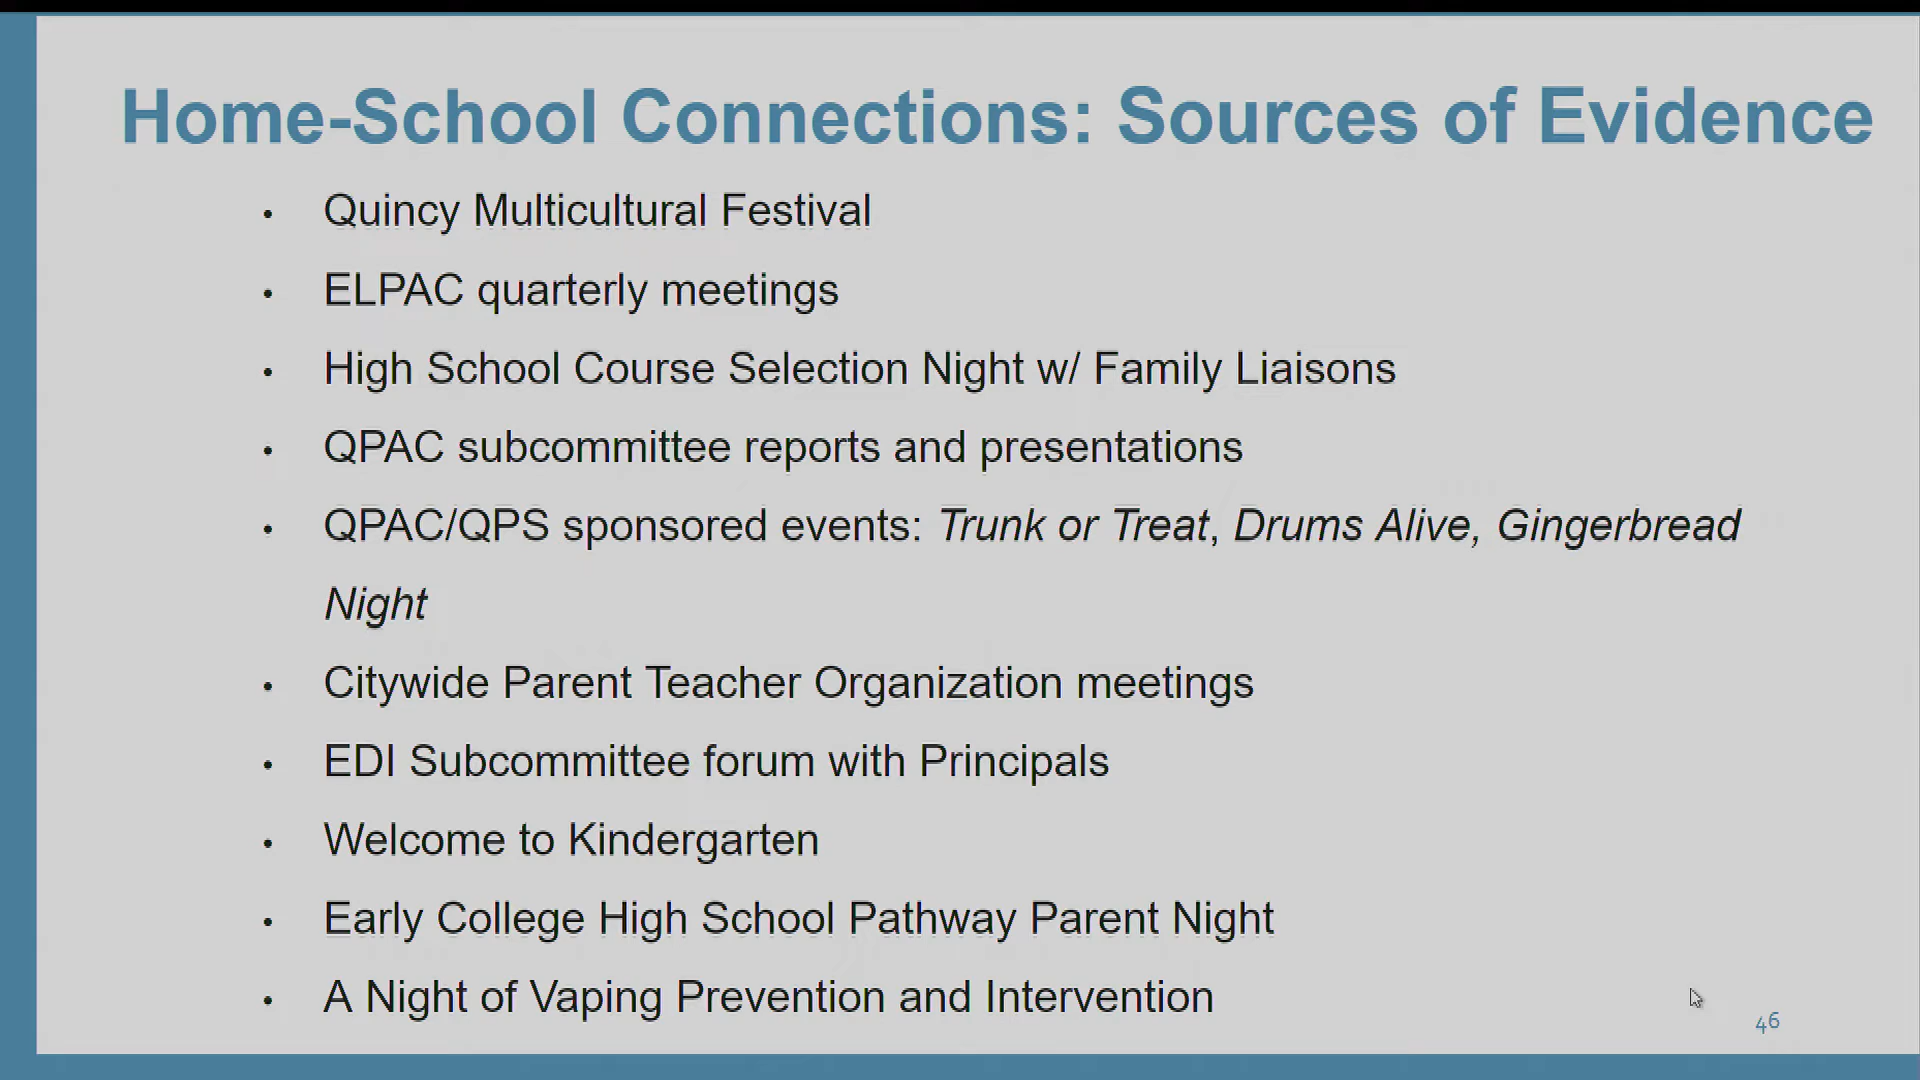 Home-School Connections: Sources of Evidence
• Quincy Multicultural Festival
• ELPAC quarterly meetings
• High School Course Selection Night w/ Family Liaisons
• QPAC subcommittee reports and presentations
• QPAC/QPS sponsored events: Trunk or Treat, Drums Alive, Gingerbread
Night
• Citywide Parent Teacher Organization meetings
• EDI Subcommittee forum with Principals
• Welcome to Kindergarten
• Early College High School Pathway Parent Night
• A Night of Vaping Prevention and Intervention
46